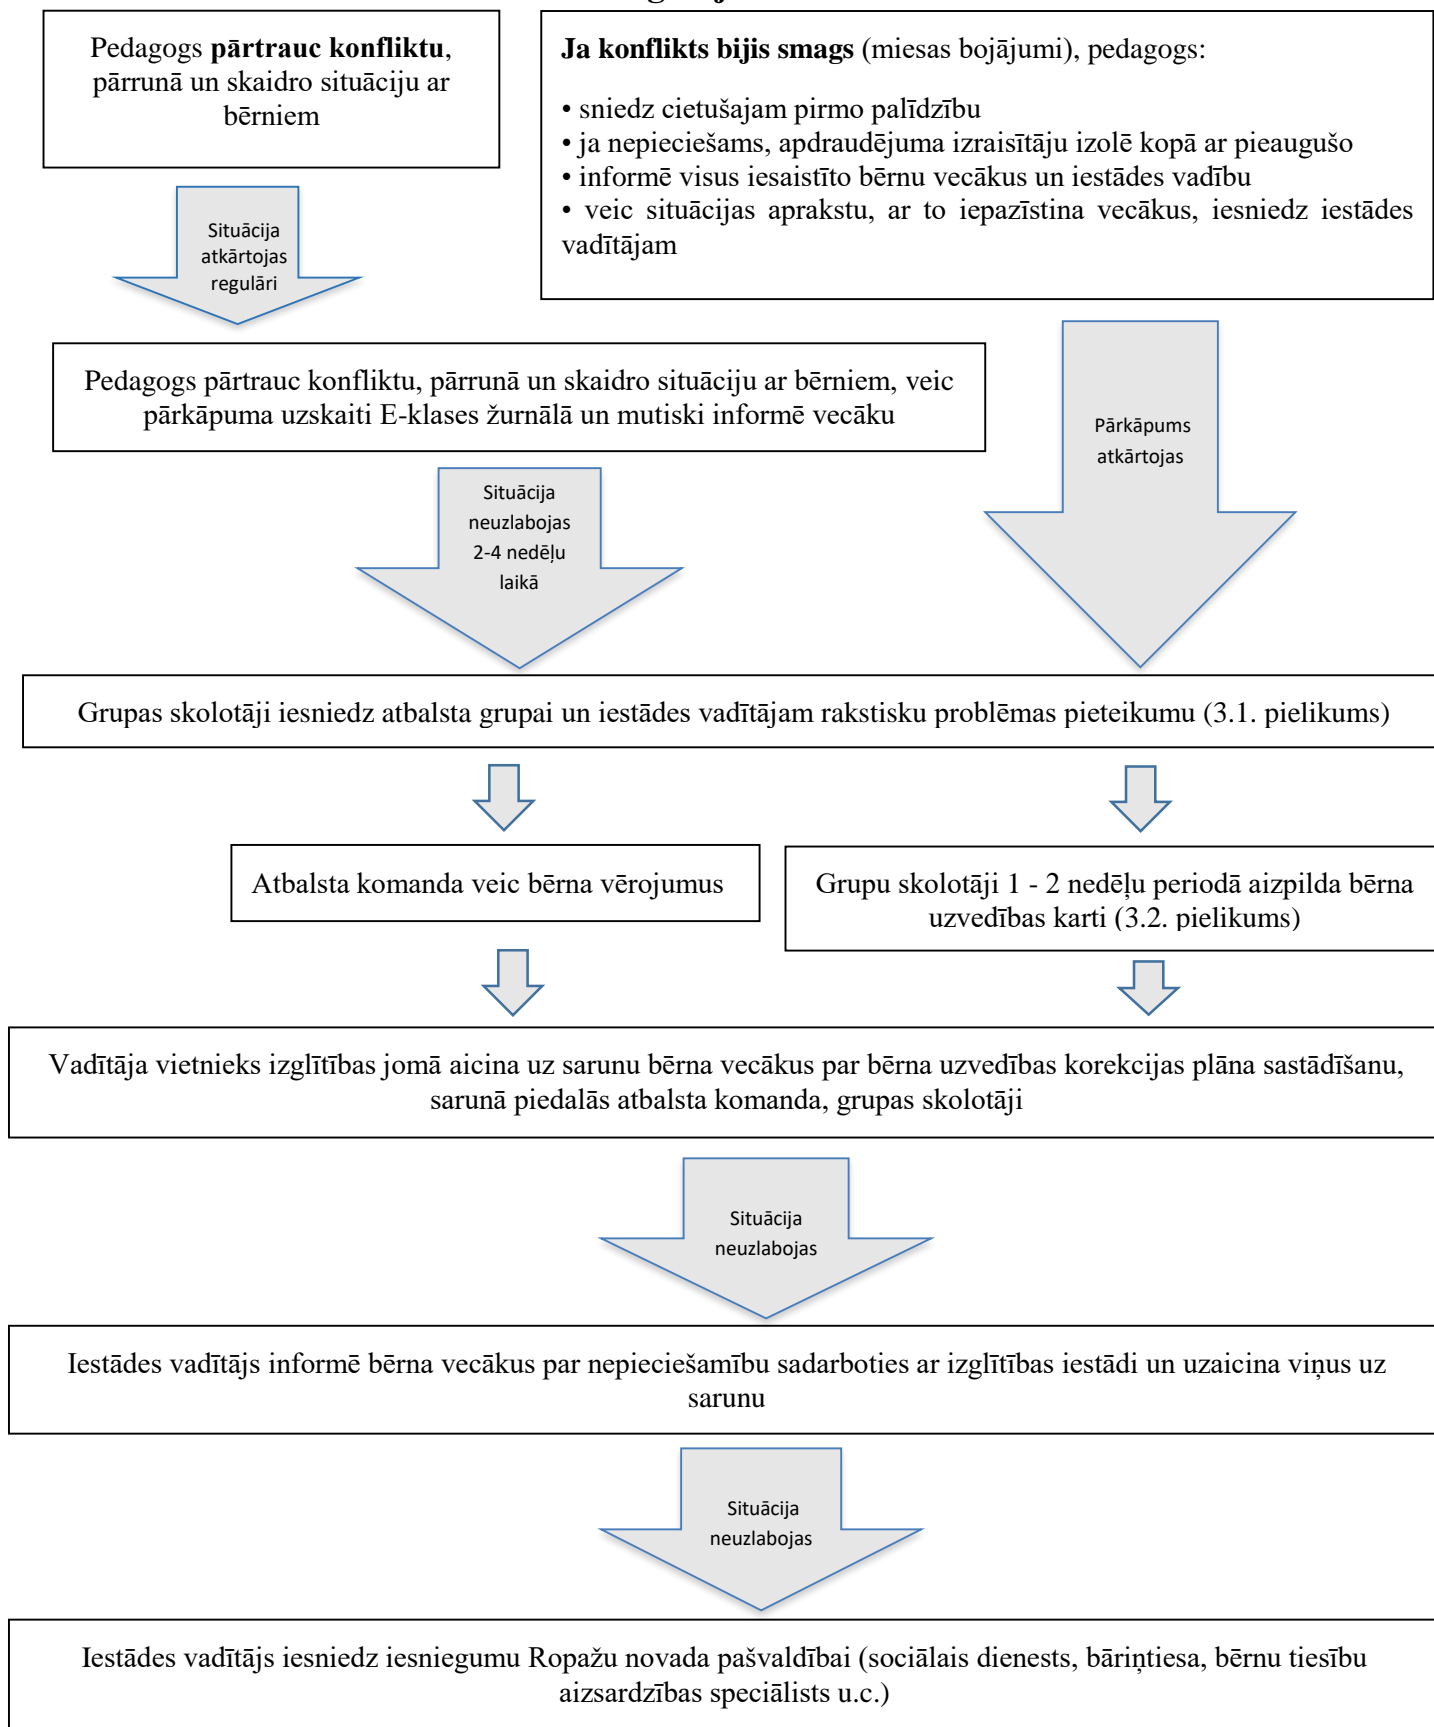 Pedagogs pārtrauc konfliktu,
pārrunā un skaidro situāciju ar
bērniem
Ja konflikts bijis smags (miesas bojājumi), pedagogs:
• sniedz cietušajam pirmo palīdzību
• ja nepieciešams, apdraudējuma izraisītāju izolē kopā ar pieaugušo
• informē visus iesaistīto bērnu vecākus un iestādes vadību
• veic situācijas aprakstu, ar to iepazīstina vecākus, iesniedz iestādes
vadītājam
Situācija
atkārtojas
regulāri
Pedagogs pārtrauc konfliktu, pārrunā un skaidro situāciju ar bērniem, veic
pārkāpuma uzskaiti E-klases žurnālā un mutiski informē vecāku
Pārkāpums
atkārtojas
Situācija
neuzlabojas
2-4 nedēļu
laikā
Grupas skolotāji iesniedz atbalsta grupai un iestādes vadītājam rakstisku problēmas pieteikumu (3.1. pielikums)
Atbalsta komanda veic bērna vērojumus
Grupu skolotāji 1 - 2 nedēļu periodā aizpilda bērna
uzvedības karti (3.2. pielikums)
Vadītāja vietnieks izglītības jomā aicina uz sarunu bērna vecākus par bērna uzvedības korekcijas plāna sastādīšanu,
sarunā piedalās atbalsta komanda, grupas skolotāji
Situācija
neuzlabojas
Iestādes vadītājs informē bērna vecākus par nepieciešamību sadarboties ar izglītības iestādi un uzaicina viņus uz
sarunu
Situācija
neuzlabojas
Iestādes vadītājs iesniedz iesniegumu Ropažu novada pašvaldībai (sociālais dienests, bāriņtiesa, bērnu tiesību
aizsardzības speciālists u.c.)